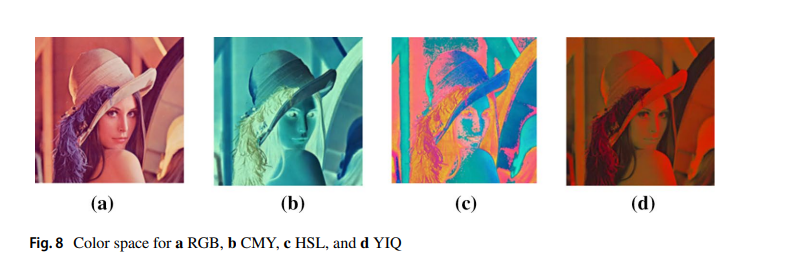 (a) (b) (c) (d)
Fig. 8 Color space for a RGB, b CMY, c HSL, and d YIQ